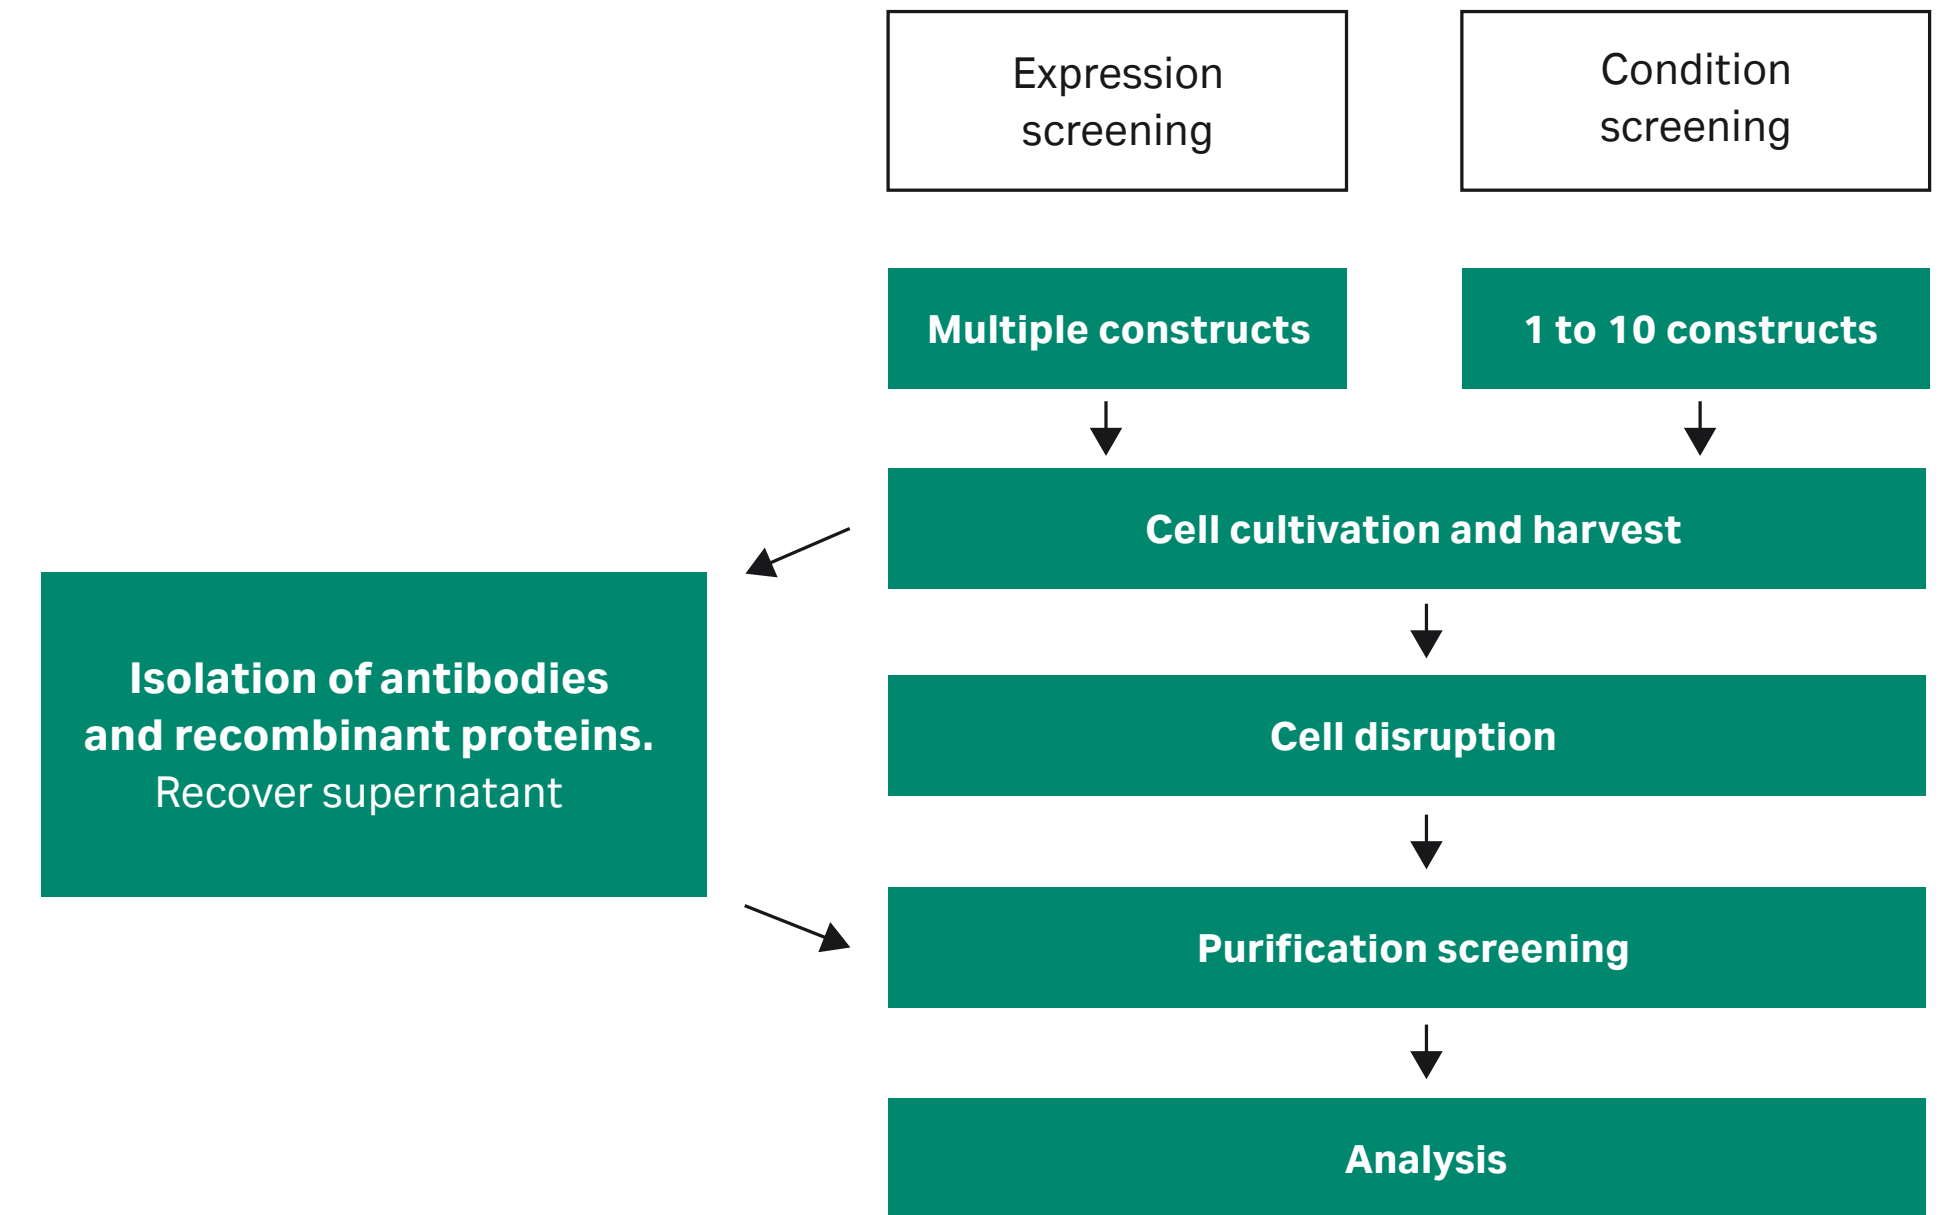 Expression
screening
Condition
screening
Multiple constructs
1 to 10 constructs
Cell cultivation and harvest
Isolation of antibodies
and recombinant proteins.
Recover supernatant
Cell disruption
Purification screening
Analysis